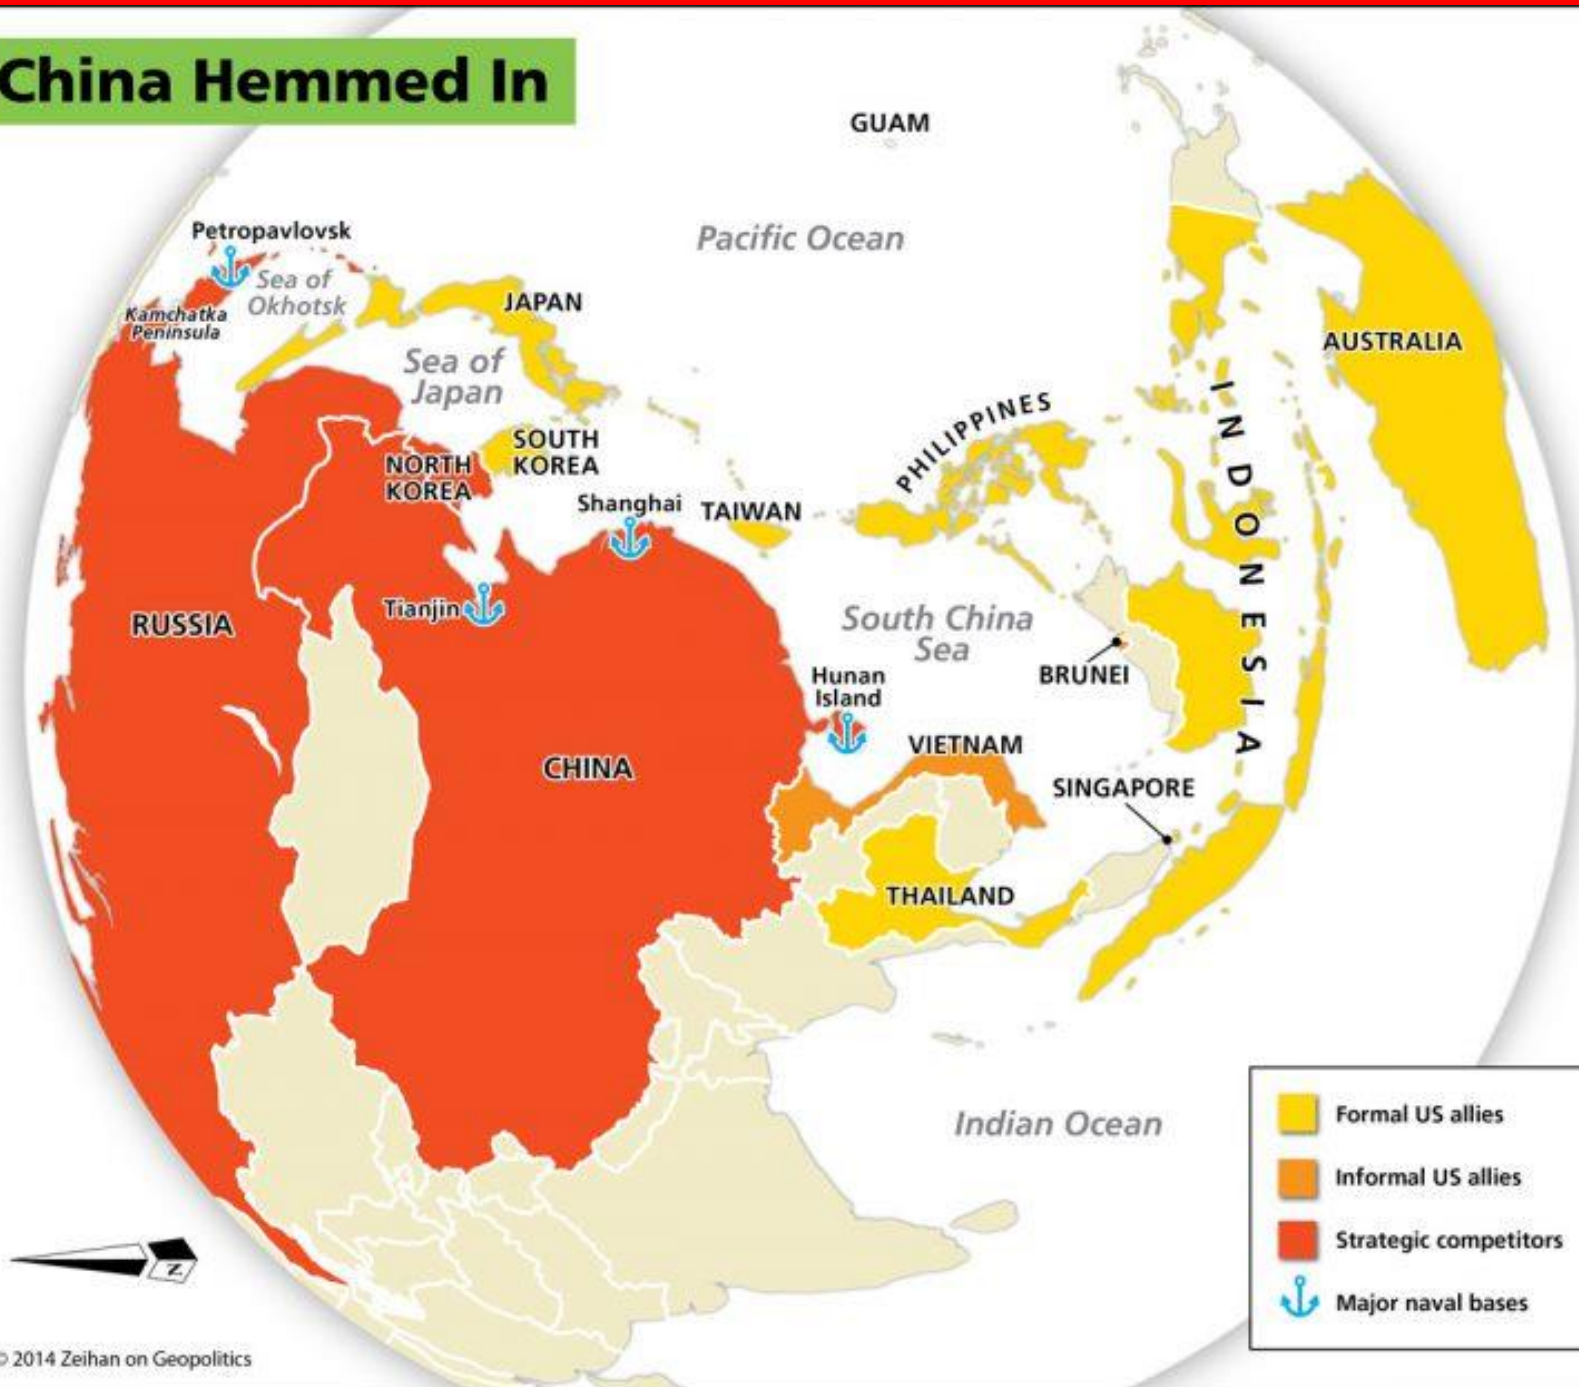 China Hemmed In
GUAM
Petropavlovsk
Pacific Ocean
Sea of
Okhotsk
Kamchatka
Peninsula
JAPAN
AUSTRALIA
Sea of
Japan
PHILIPPINES
INDONESIA
SOUTH
KOREA
NORTH
KOREA
Shanghai
TAIWAN
Tianjin
RUSSIA
South China
Sea
BRUNEI
Hunan
Island
VIETNAM
CHINA
SINGAPORE
THAILAND
Indian Ocean
Formal US allies
Informal US allies
Strategic competitors
Major naval bases
N
© 2014 Zeihan on Geopolitics